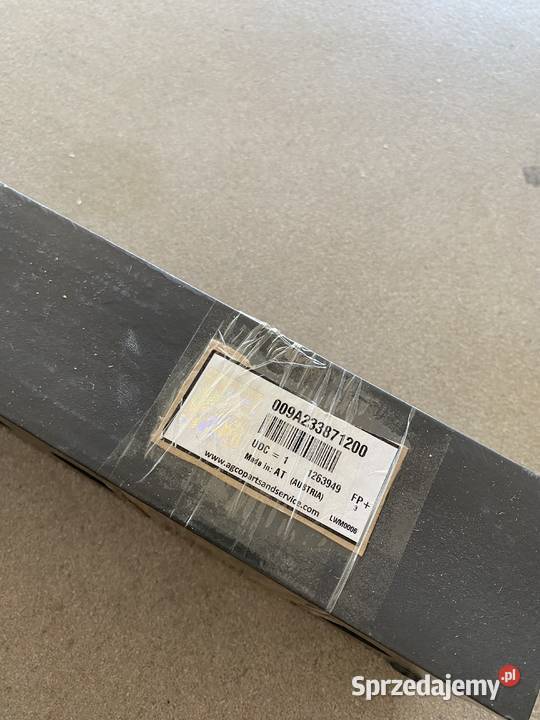 009A233871200
UDC = 1
1263949 FP+
Made in: AT (AUSTRIA)
3
www.agcopartsandservice.com
LWM0006
Sprzedajemy.pl